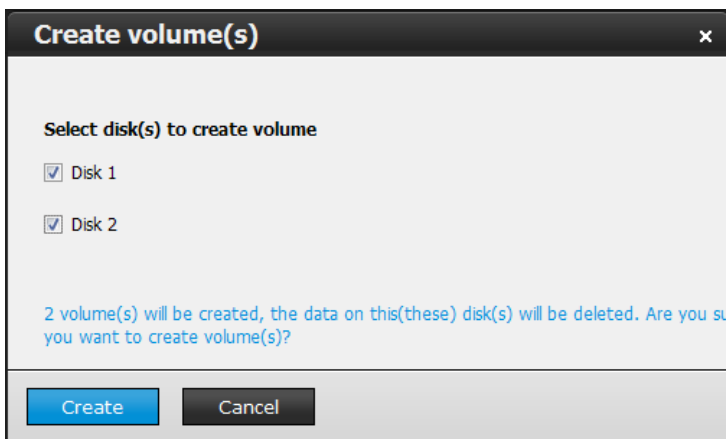 Create volume(s)
Select disk(s) to create volume
Disk 1
Disk 2
2 volume(s) will be created, the data on this(these) disk(s) will be deleted. Are you
you want to create volume(s)?
Create
Cancel